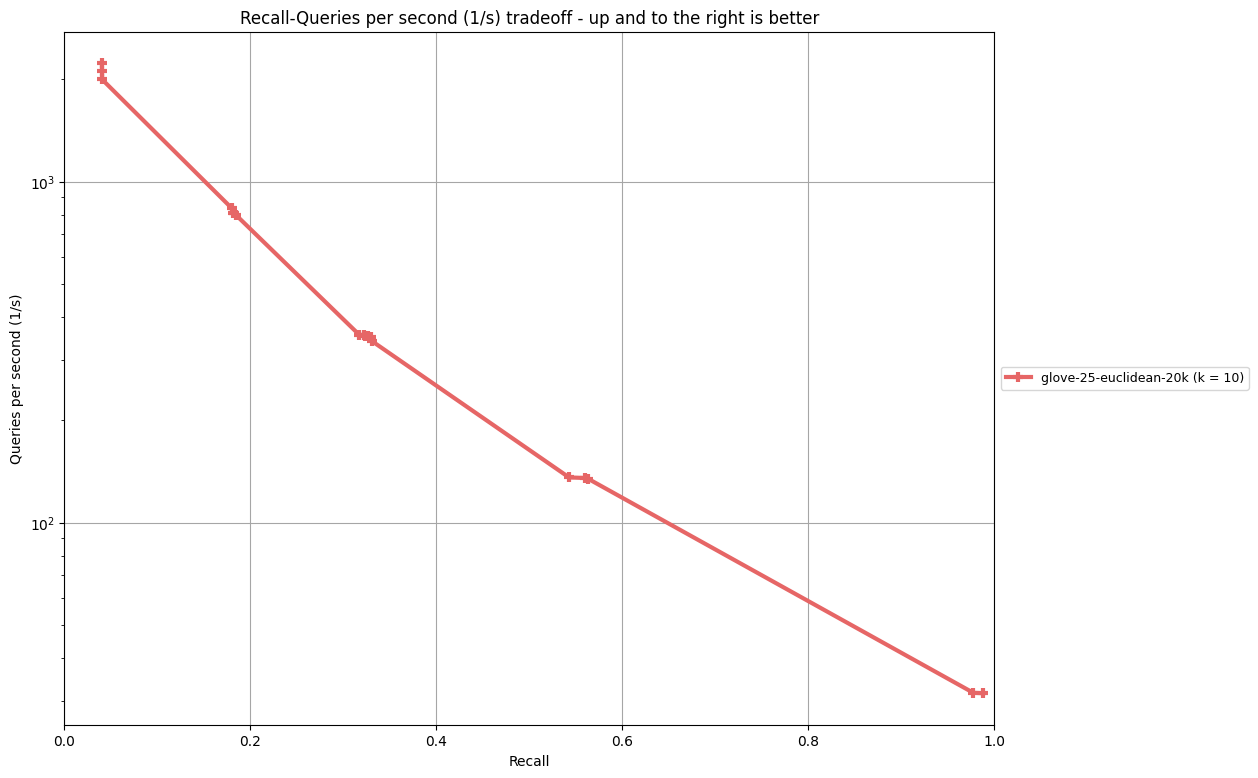 Recall-Queries per second (1/s) tradeoff - up and to the right is better
Queries per second (1/s)
10³
10²
0.0 0.2 0.4 0.6 0.8 1.0
Recall
glove-25-euclidean-20k (k = 10)